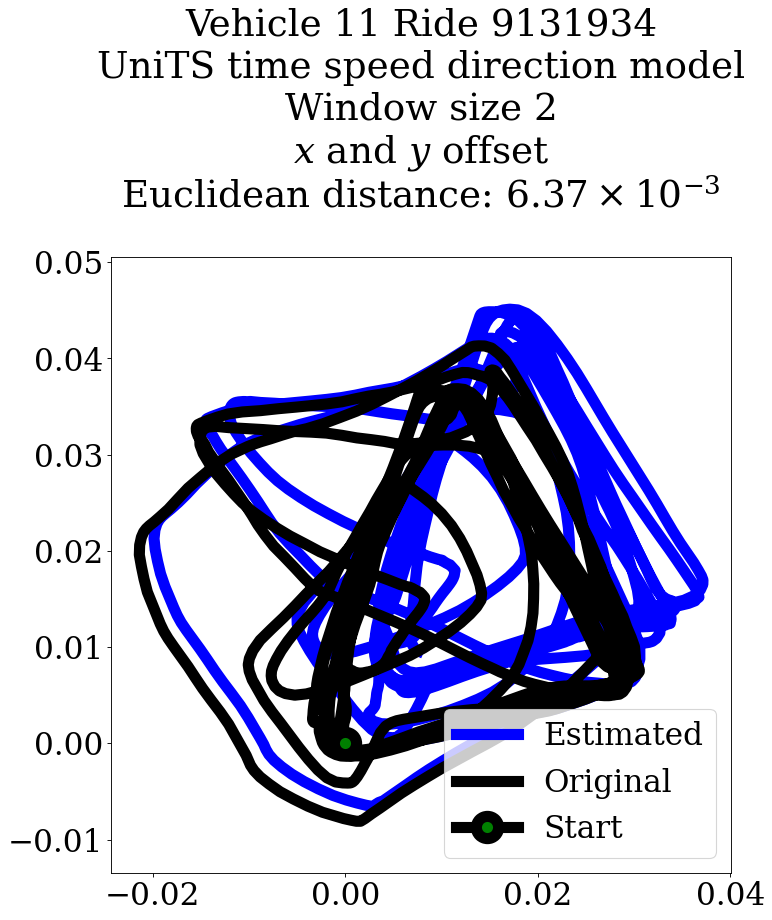 Vehicle 11 Ride 9131934
UniTS time speed direction model
Window size 2
x and y offset
Euclidean distance: 6.37 × 10⁻³
0.05
0.04
0.03
0.02
0.01
0.00
−0.01
−0.02
0.00
0.02
0.04
Estimated
Original
Start